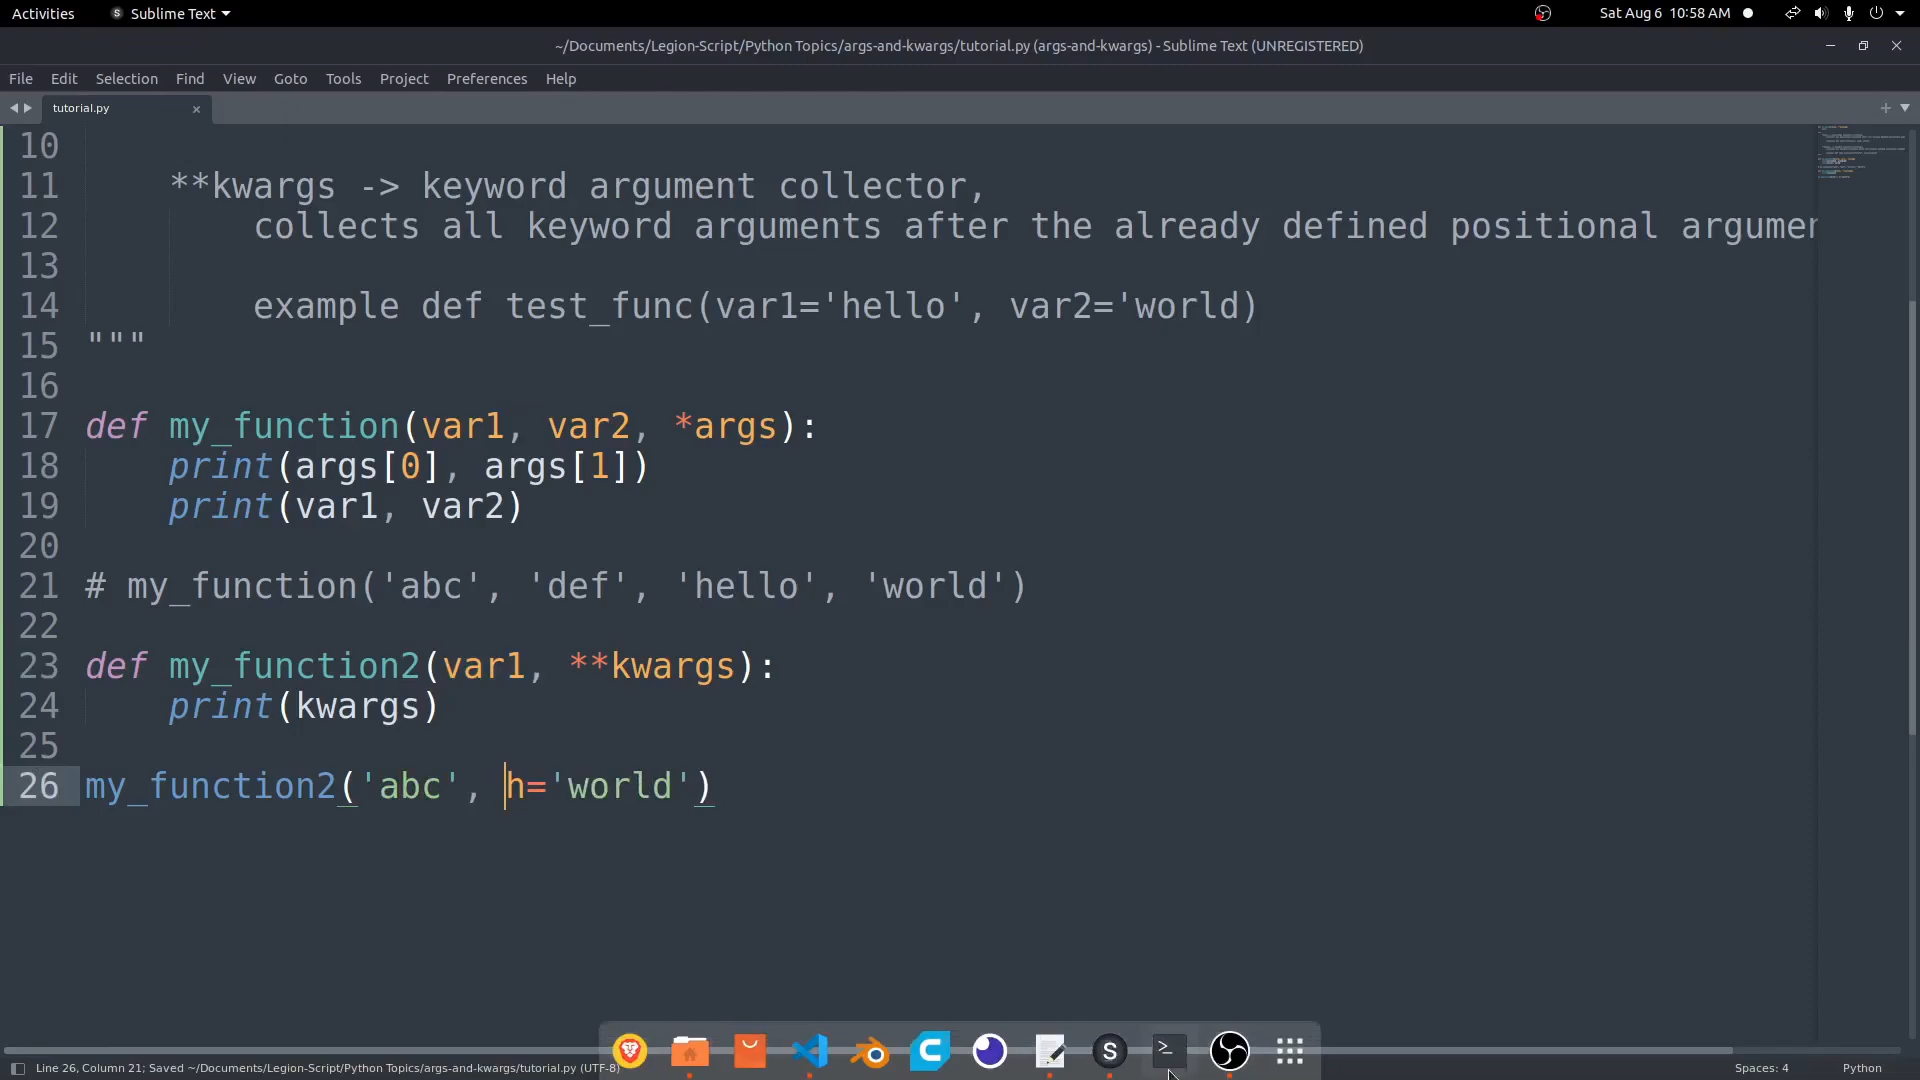 Activities
Sublime Text
Sat Aug 6 10:58 AM
~/Documents/Legion-Script/Python Topics/args-and-kwargs/tutorial.py (args-and-kwargs) - Sublime Text (UNREGISTERED)
File Edit Selection Find View Goto Tools Project Preferences Help
tutorial.py
10
11 **kwargs -> keyword argument collector,
12 collects all keyword arguments after the already defined positional argumen
13
14 example def test_func(var1='hello', var2='world)
15 """
16
17 def my_function(var1, var2, *args):
18 print(args[0], args[1])
19 print(var1, var2)
20
21 # my_function('abc', 'def', 'hello', 'world')
22
23 def my_function2(var1, **kwargs):
24 print(kwargs)
25
26 my_function2('abc', h='world')
Line 26, Column 21; Saved ~/Documents/Legion-Script/Python Topics/args-and-kwargs/tutorial.py (UTF-8)
Spaces: 4
Python